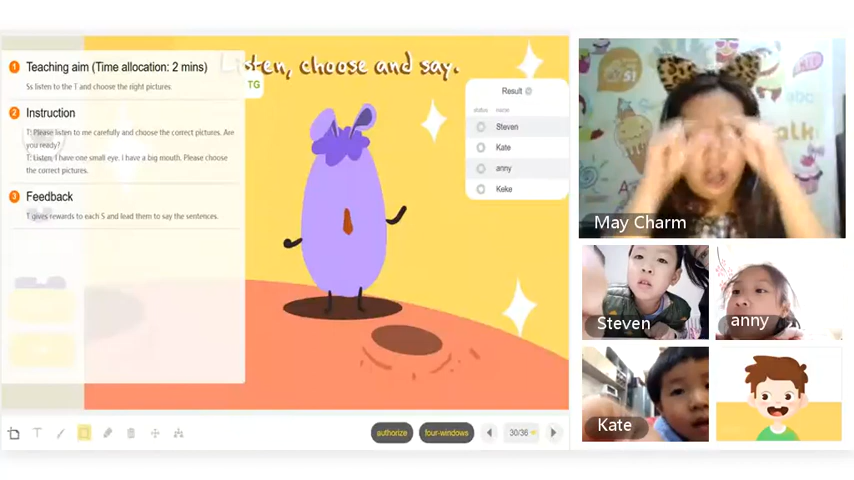 Listen, choose and say.
1 Teaching aim (Time allocation: 2 mins)
Ss listen to the T and choose the right pictures
2 Instruction
T: Please listen to me carefully and choose the correct pictures. Are
you ready?
T: Listen, I have one small eye. I have a big mouth. Please choose
the correct pictures.
3 Feedback
T gives rewards to each S and lead them to say the sentences.
TG
Result
status name
Steven
Kate
anny
Keke
authorize
four-windows
30/36
T
May Charm
Steven
anny
Kate